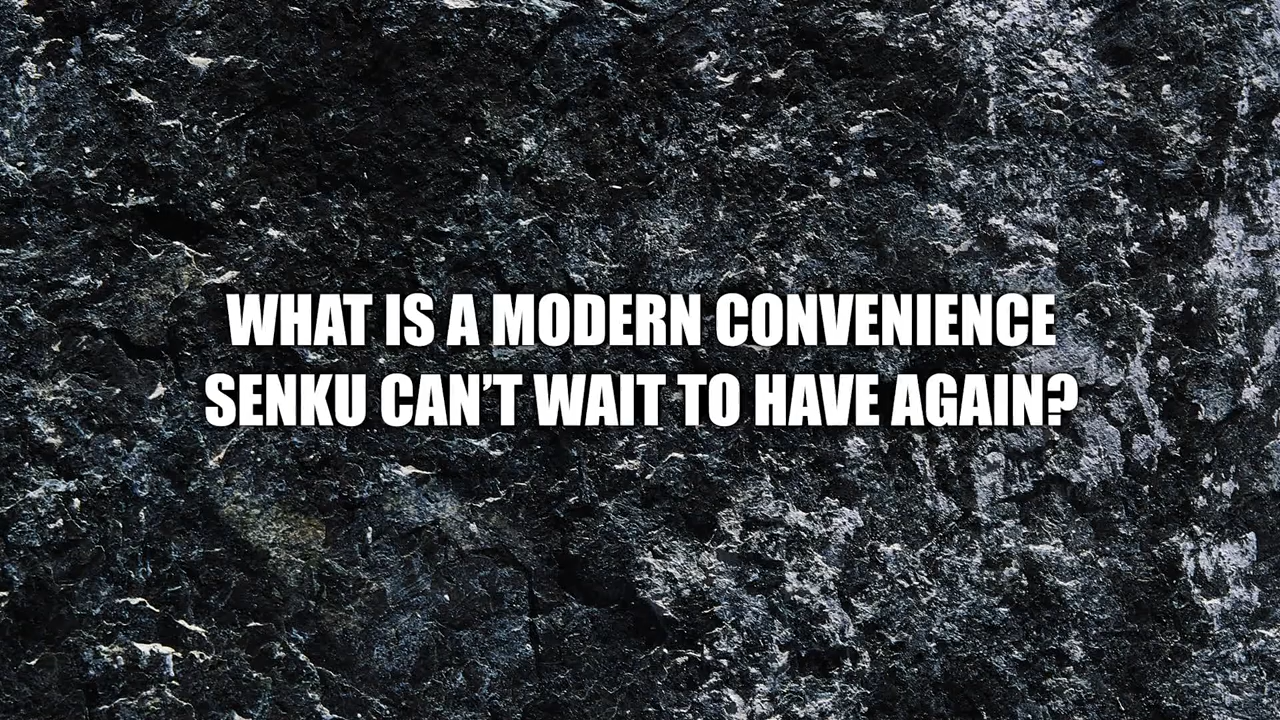 WHAT IS A MODERN CONVENIENCE
SENKU CAN’T WAIT TO HAVE AGAIN?